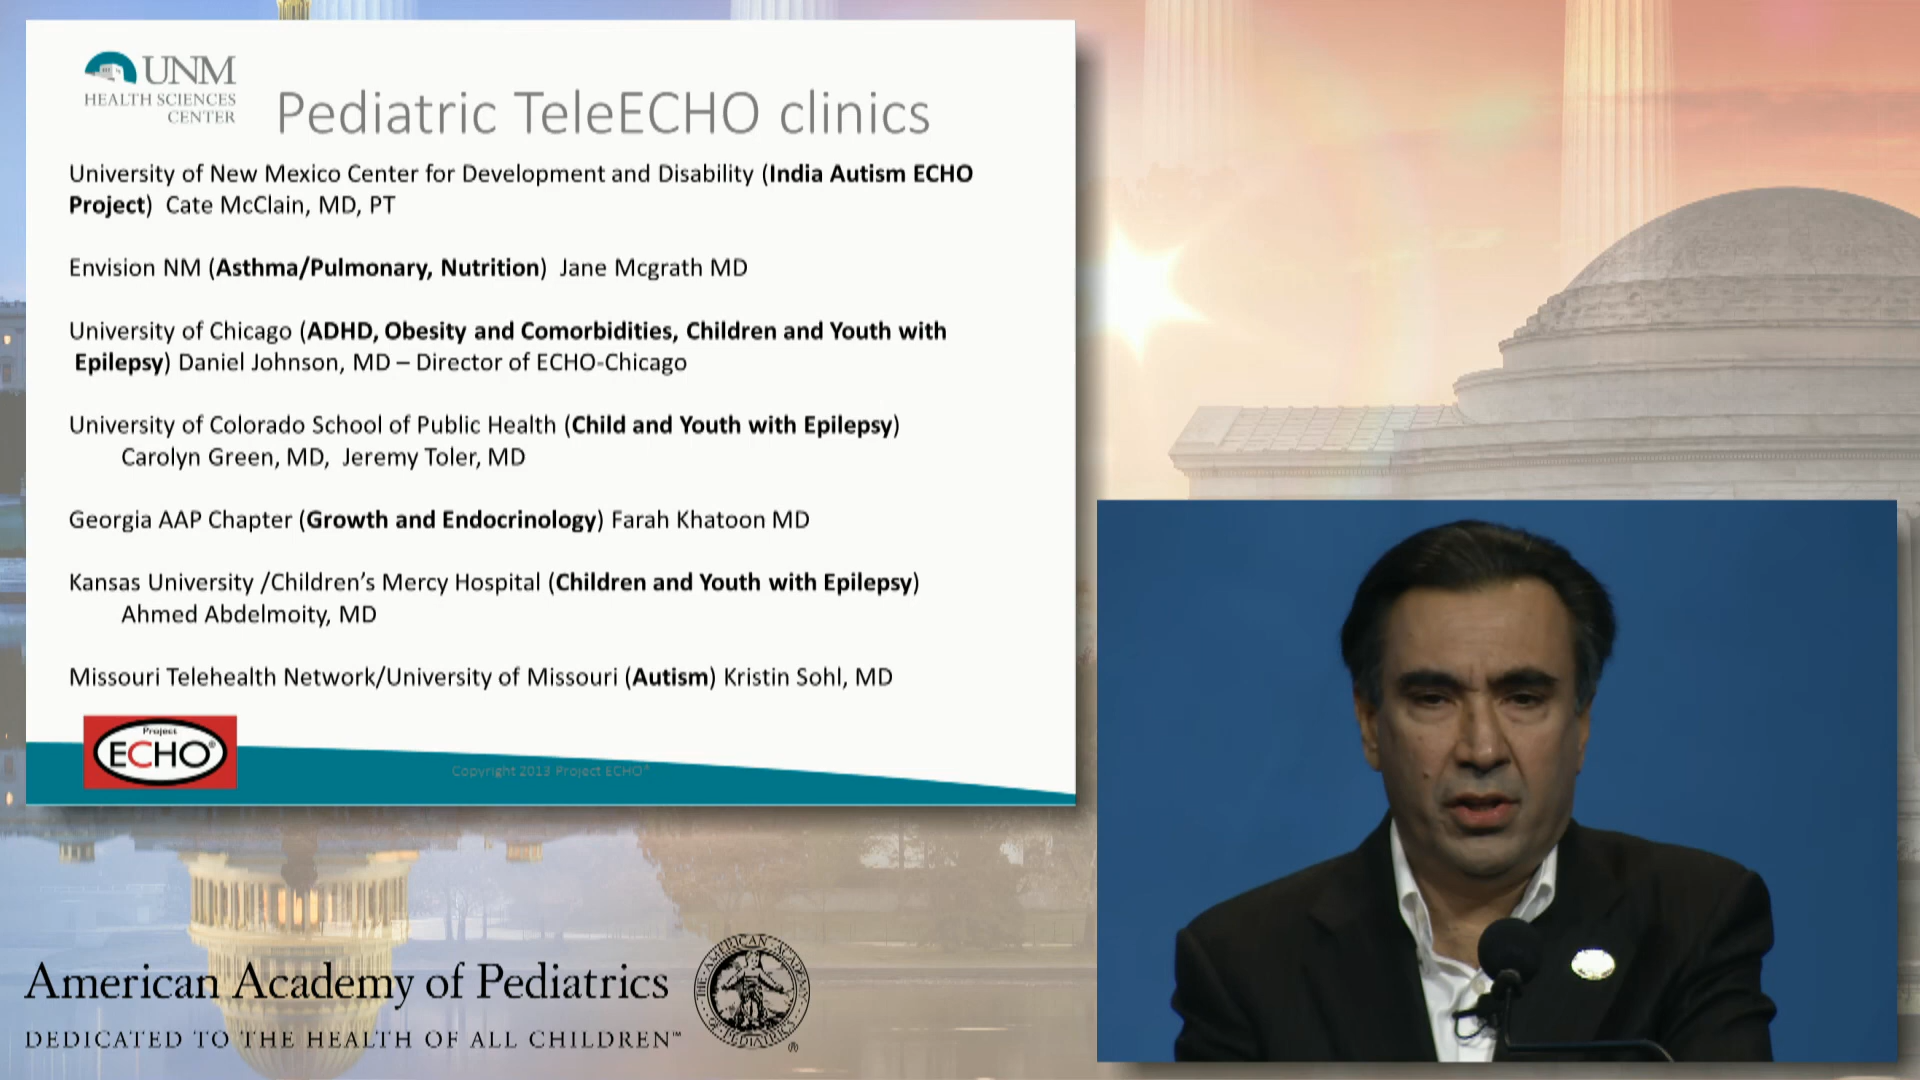 UNM
HEALTH SCIENCES
CENTER
Pediatric TeleECHO clinics
University of New Mexico Center for Development and Disability (India Autism ECHO
Project) Cate McClain, MD, PT
Envision NM (Asthma/Pulmonary, Nutrition) Jane Mcgrath MD
University of Chicago (ADHD, Obesity and Comorbidities, Children and Youth with
Epilepsy) Daniel Johnson, MD – Director of ECHO-Chicago
University of Colorado School of Public Health (Child and Youth with Epilepsy)
Carolyn Green, MD, Jeremy Toler, MD
Georgia AAP Chapter (Growth and Endocrinology) Farah Khatoon MD
Kansas University /Children’s Mercy Hospital (Children and Youth with Epilepsy)
Ahmed Abdelmoity, MD
Missouri Telehealth Network/University of Missouri (Autism) Kristin Sohl, MD
Project
ECHO®
Copyright 2013 Project ECHO®
American Academy of Pediatrics
DEDICATED TO THE HEALTH OF ALL CHILDREN™
THE AMERICAN ACADEMY OF PEDIATRICS
®